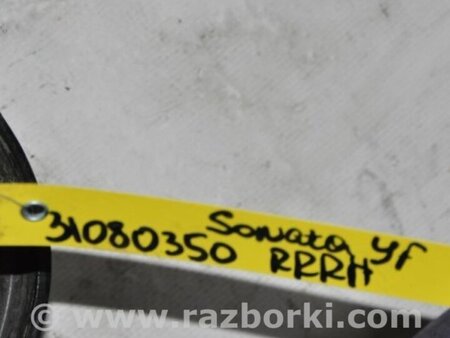 Sonata yf
31080350 RRRH
www.razborki.com